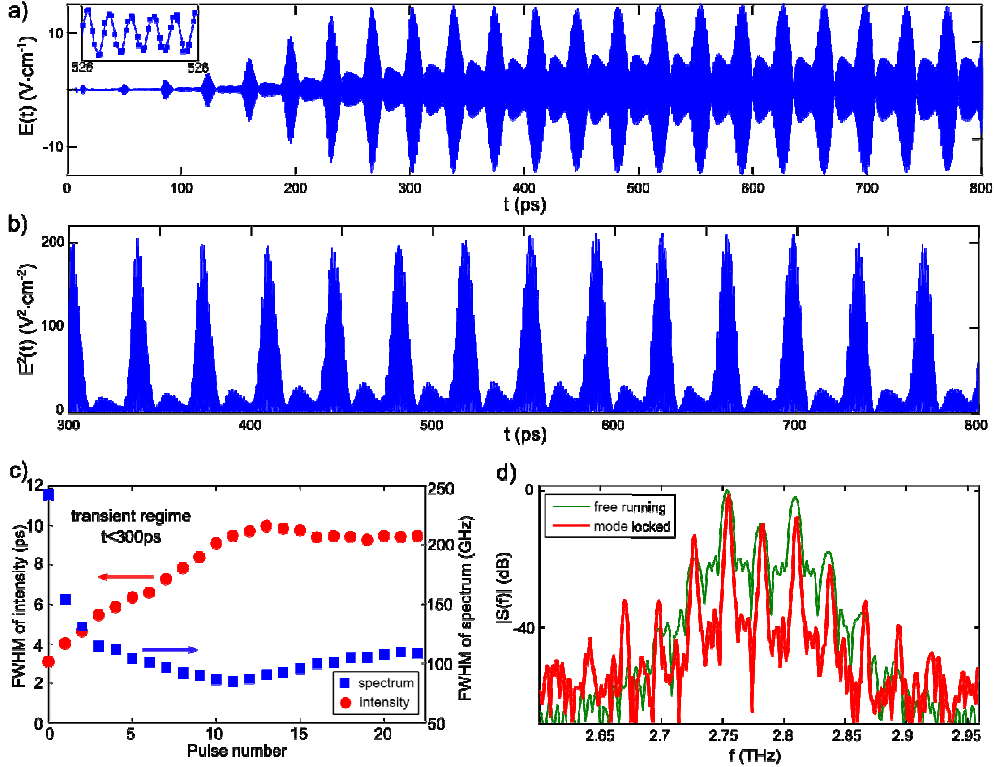 a)
E(t) (V·cm⁻¹)
10
0
-10
526
526
0 100 200 300 400 500 600 700 800
t (ps)
b)
E²(t) (V²·cm⁻²)
200
100
0
300 400 500 600 700 800
t (ps)
c)
FWHM of intensity (ps)
12
10
8
6
4
2
0
transient regime
t<300ps
spectrum
intensity
250
200
150
100
50
FWHM of spectrum (GHz)
0 5 10 15 20
Pulse number
d)
|S(f)| (dB)
0
-40
free running
mode locked
2.65 2.7 2.75 2.8 2.85 2.9 2.95
f (THz)